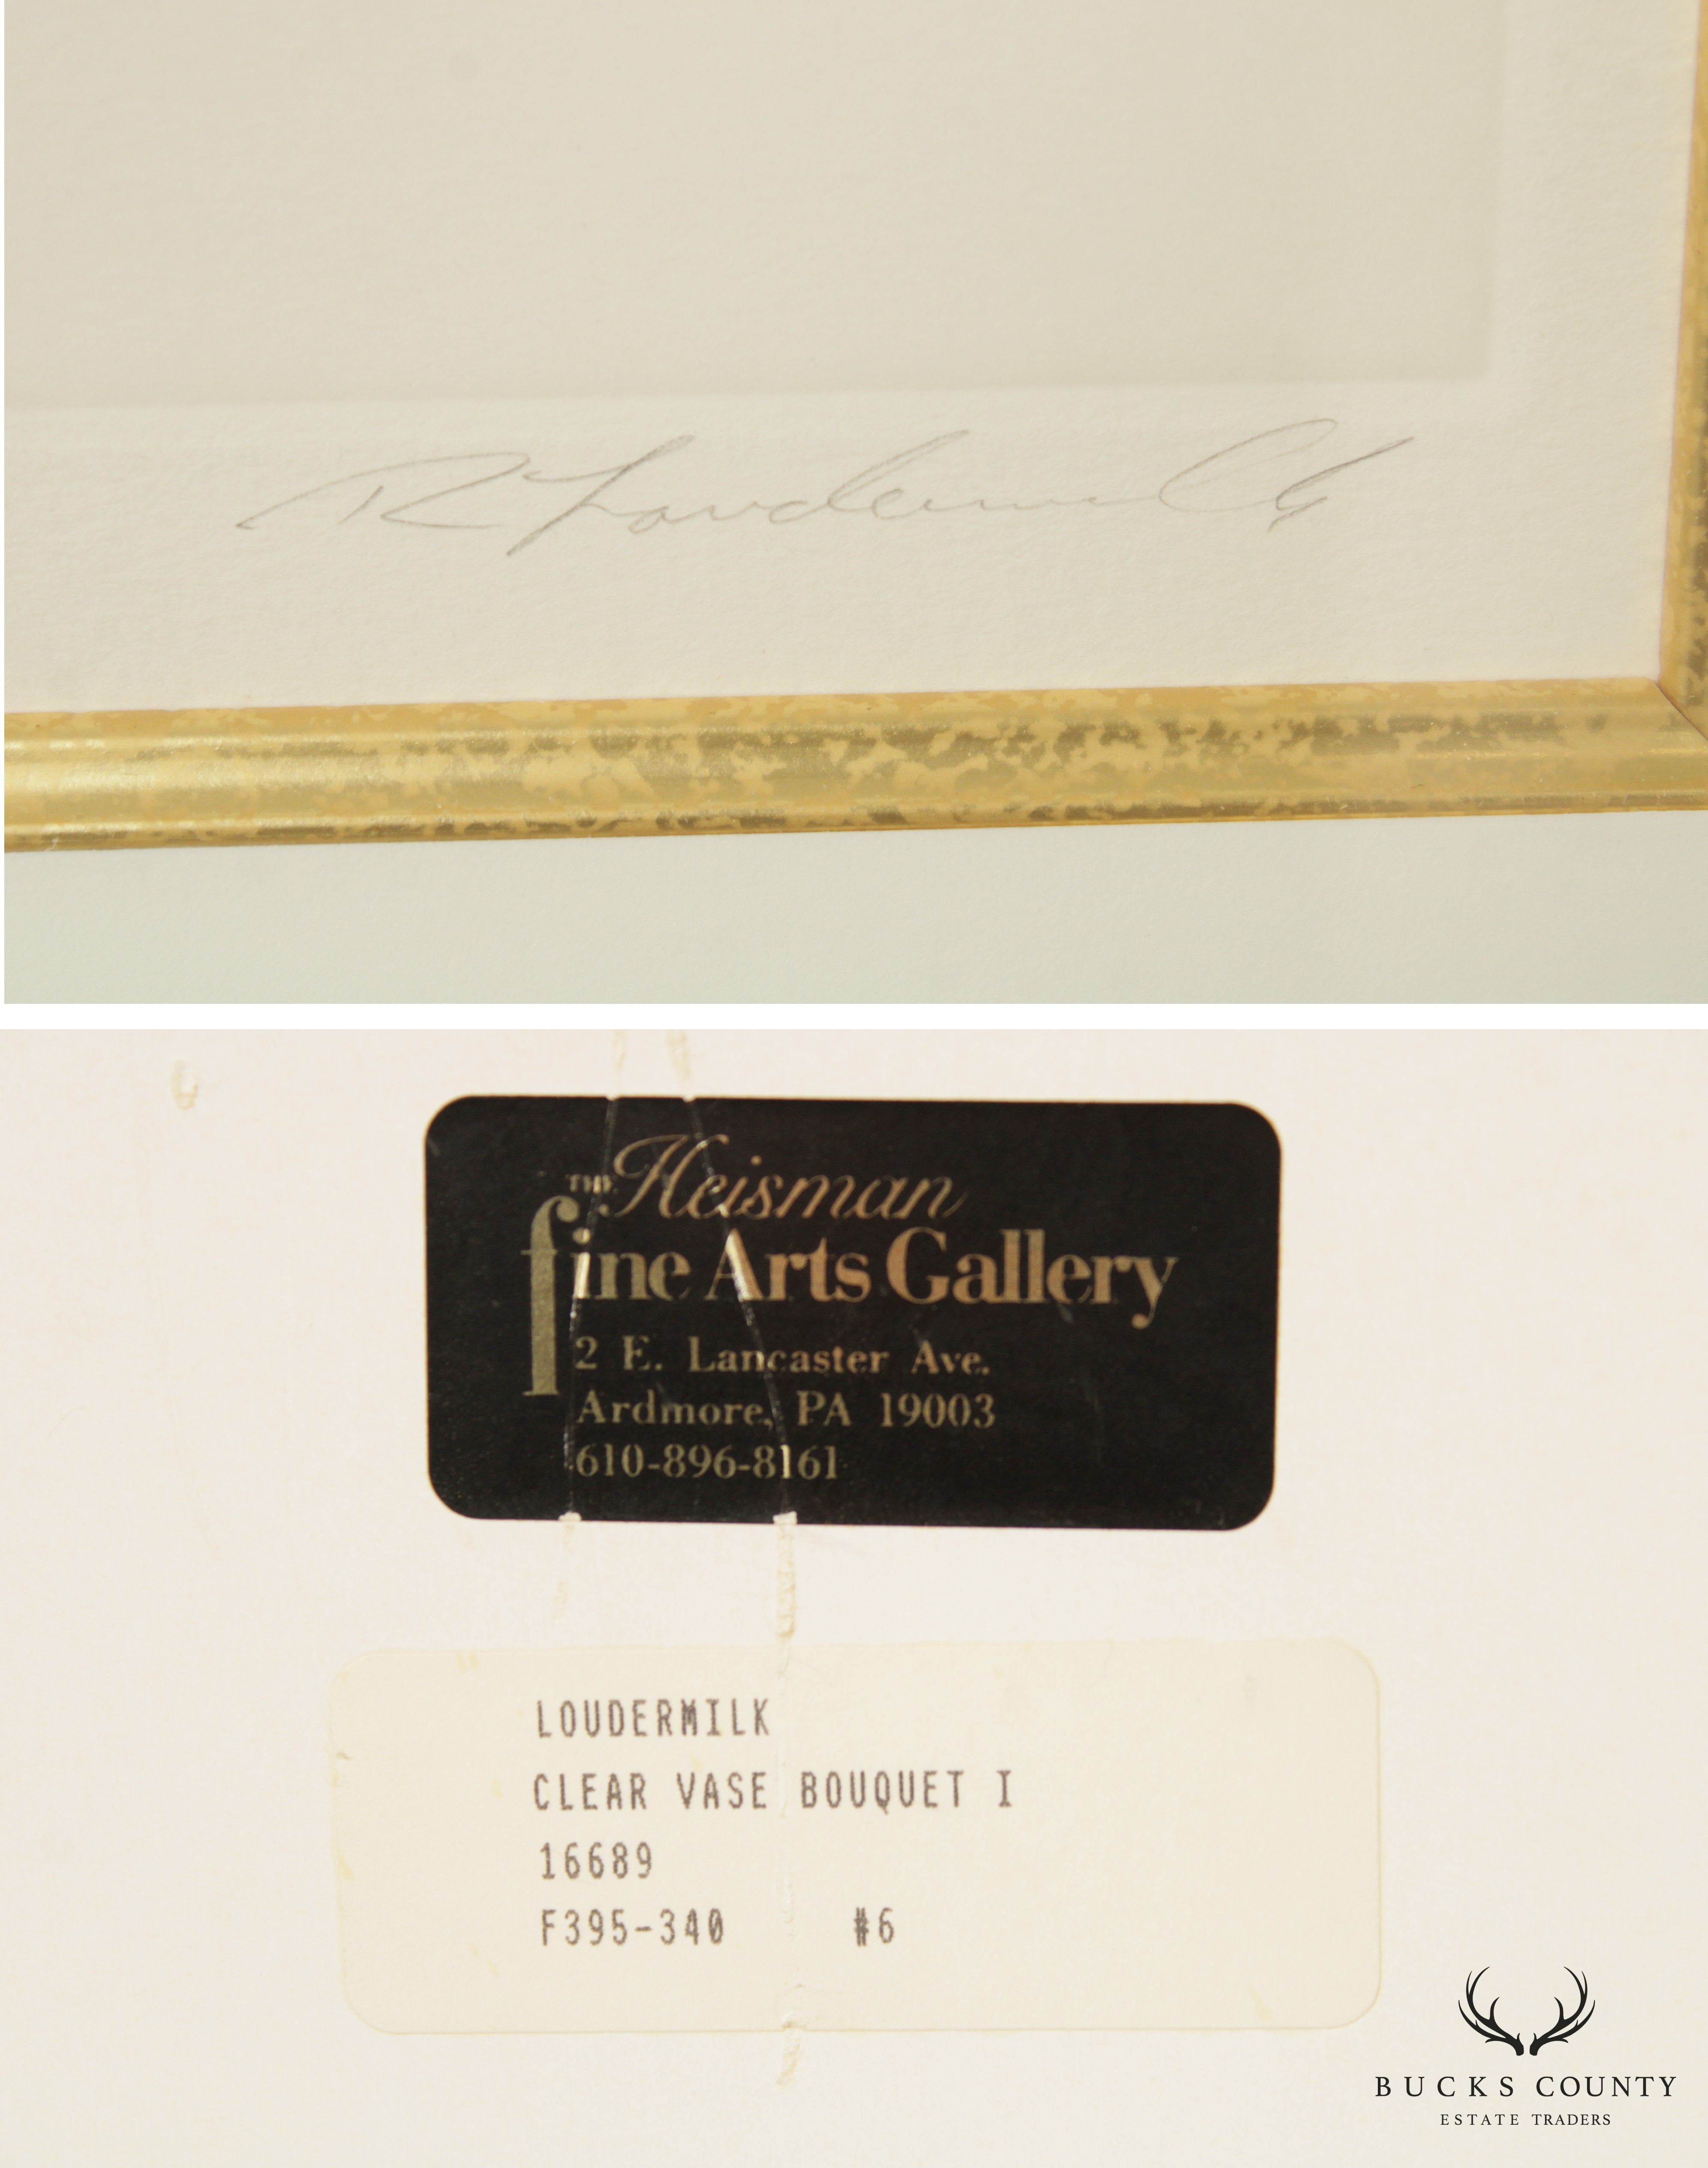 R Loudermilk
THE Heisman
fine Arts Gallery
2 E. Lancaster Ave.
Ardmore, PA 19003
610-896-8161
LOUDERMILK
CLEAR VASE BOUQUET I
16689
F395-340 #6
BUCKS COUNTY
ESTATE TRADERS